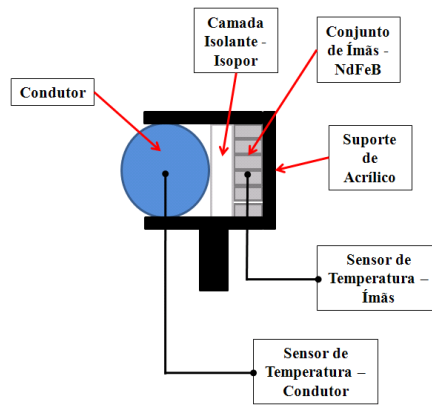 Camada
Isolante -
Isopor
Conjunto
de Ímãs -
NdFeB
Condutor
Suporte
de
Acrílico
Sensor de
Temperatura –
Ímãs
Sensor de
Temperatura –
Condutor